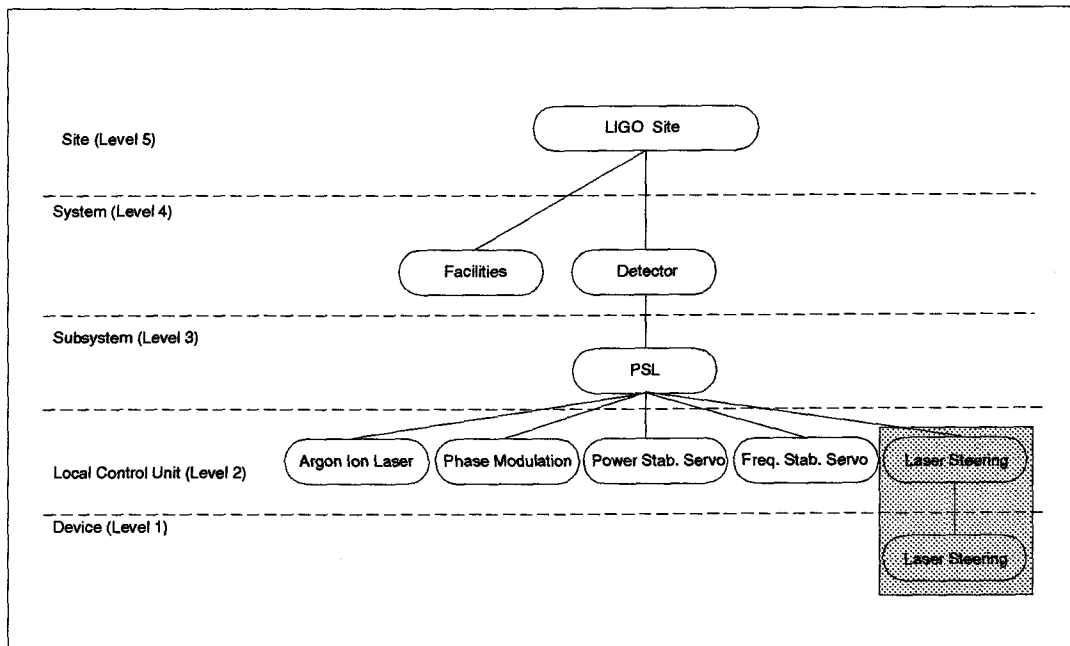 Site (Level 5)
LIGO Site
System (Level 4)
Facilities
Detector
Subsystem (Level 3)
PSL
Local Control Unit (Level 2)
Argon Ion Laser
Phase Modulation
Power Stab. Servo
Freq. Stab. Servo
Laser Steering
Device (Level 1)
Laser Steering